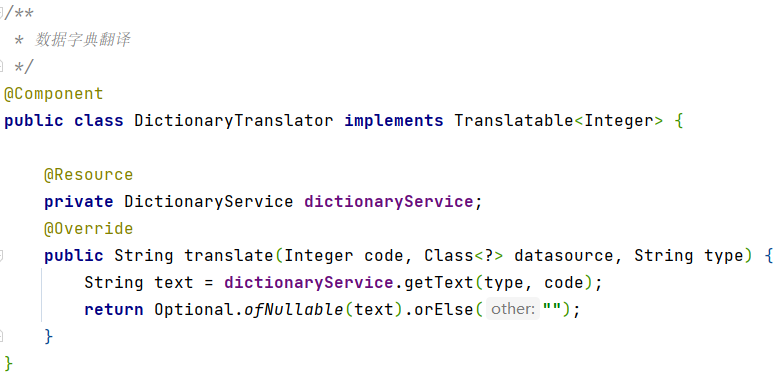 /**
 * 数据字典翻译
 */
@Component
public class DictionaryTranslator implements Translatable<Integer> {
    @Resource
    private DictionaryService dictionaryService;
    @Override
    public String translate(Integer code, Class<?> datasource, String type) {
        String text = dictionaryService.getText(type, code);
        return Optional.ofNullable(text).orElse( other: "");
    }
}